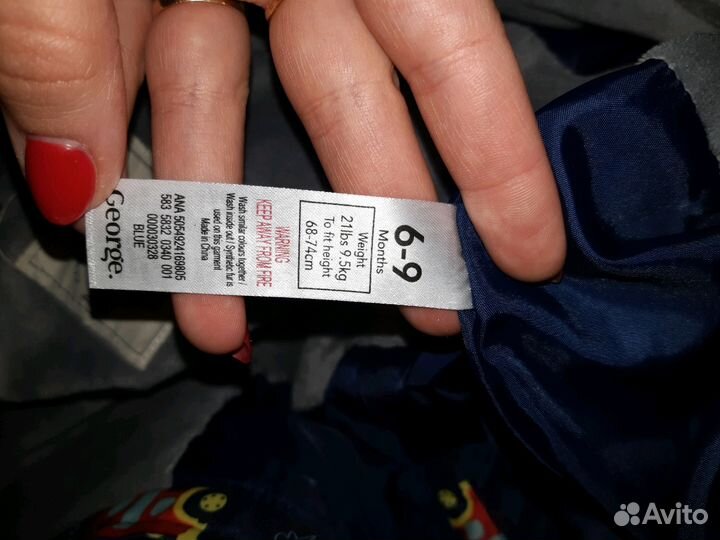 6-9
Months
Weight
21lbs 9.5kg
To fit height
68-74cm
WARNING
KEEP AWAY FROM FIRE
Wash similar colours together /
Wash inside out / Synthetic fur is
used on this garment
Made in China
ANA 5054924169805
583 5832 0340 001
000030328
BLUE
George.
Avito